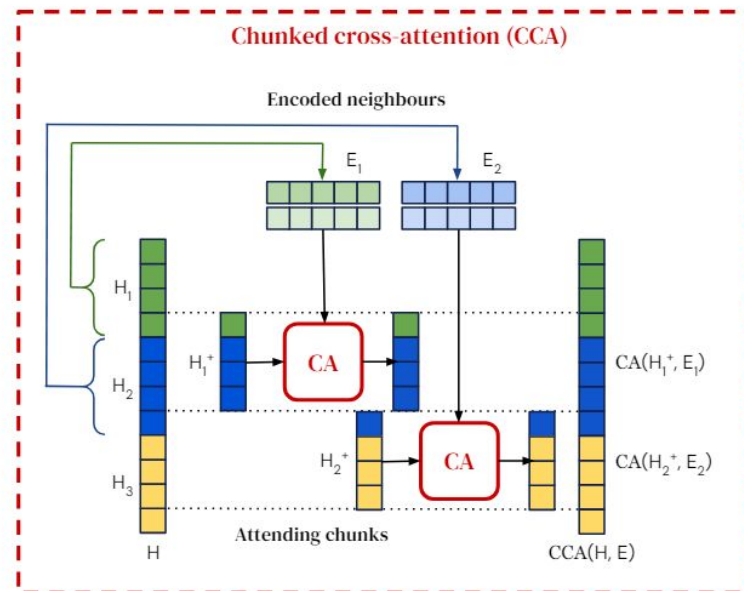 Chunked cross-attention (CCA)
Encoded neighbours
E₁ E₂
H₁
H₁⁺ CA CA(H₁⁺, E₁)
H₂
H₂⁺ CA CA(H₂⁺, E₂)
H₃
Attending chunks
H CCA(H, E)